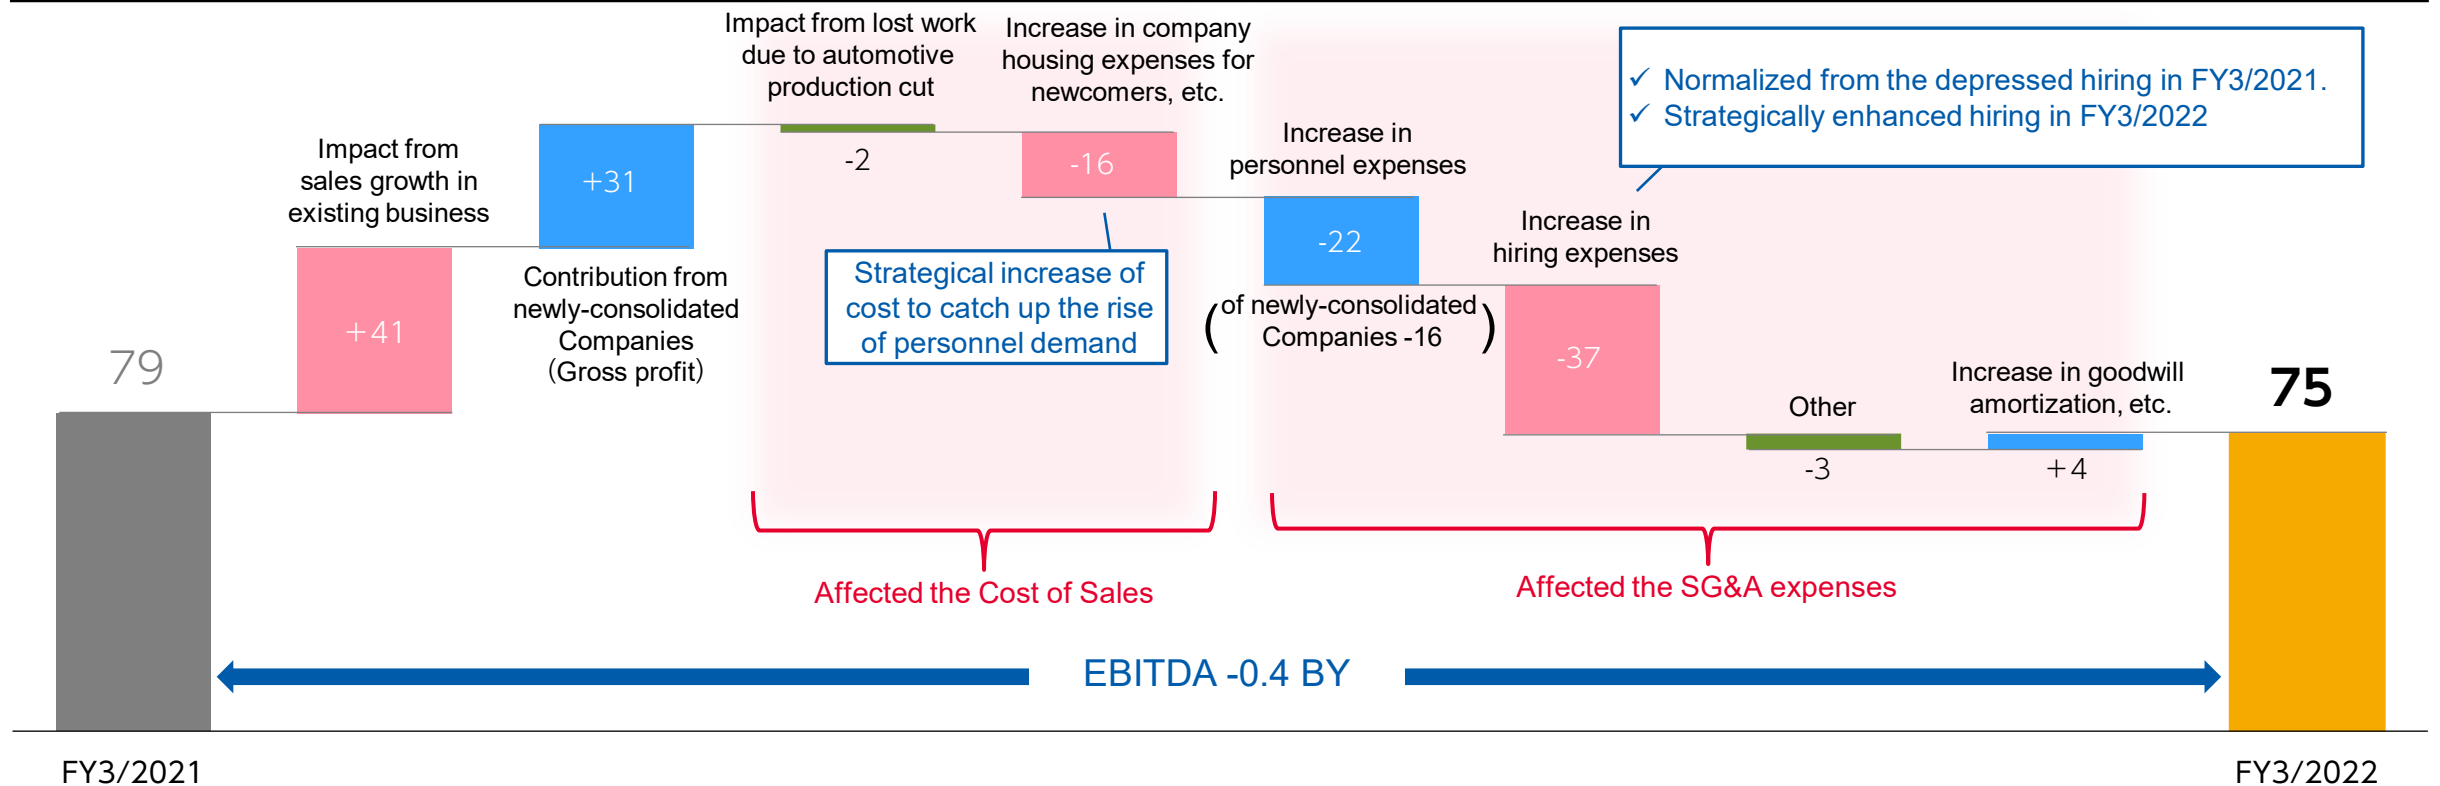 Impact from lost work
due to automotive
production cut
Increase in company
housing expenses for
newcomers, etc.
✓ Normalized from the depressed hiring in FY3/2021.
✓ Strategically enhanced hiring in FY3/2022
Impact from
sales growth in
existing business
+31
-2
-16
Increase in
personnel expenses
-22
Increase in
hiring expenses
Contribution from
newly-consolidated
Companies
(Gross profit)
Strategical increase of
cost to catch up the rise
of personnel demand
(of newly-consolidated
Companies -16)
79
+41
-37
Other
-3
Increase in goodwill
amortization, etc.
+4
75
Affected the Cost of Sales
Affected the SG&A expenses
EBITDA -0.4 BY
FY3/2021
FY3/2022